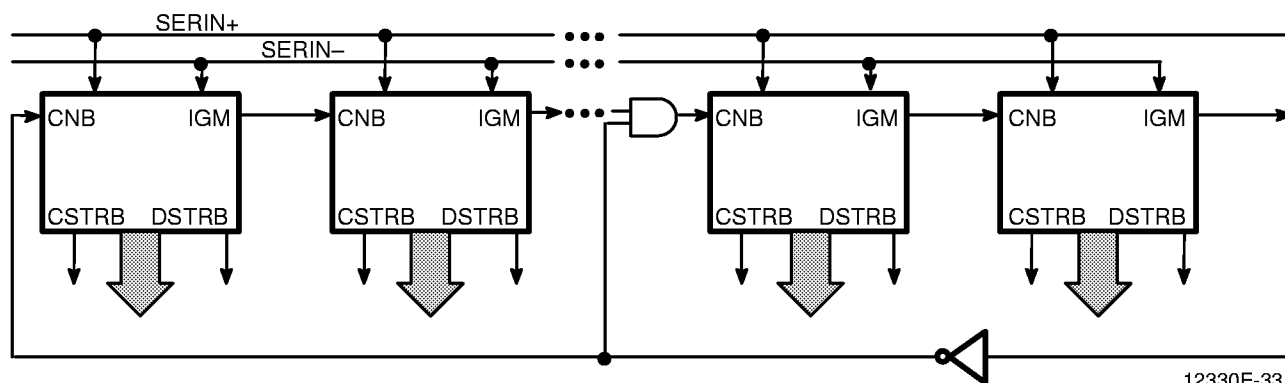 SERIN+
SERIN–
CNB IGM CNB IGM CNB IGM CNB IGM
CSTRB DSTRB CSTRB DSTRB CSTRB DSTRB CSTRB DSTRB
12330E-33